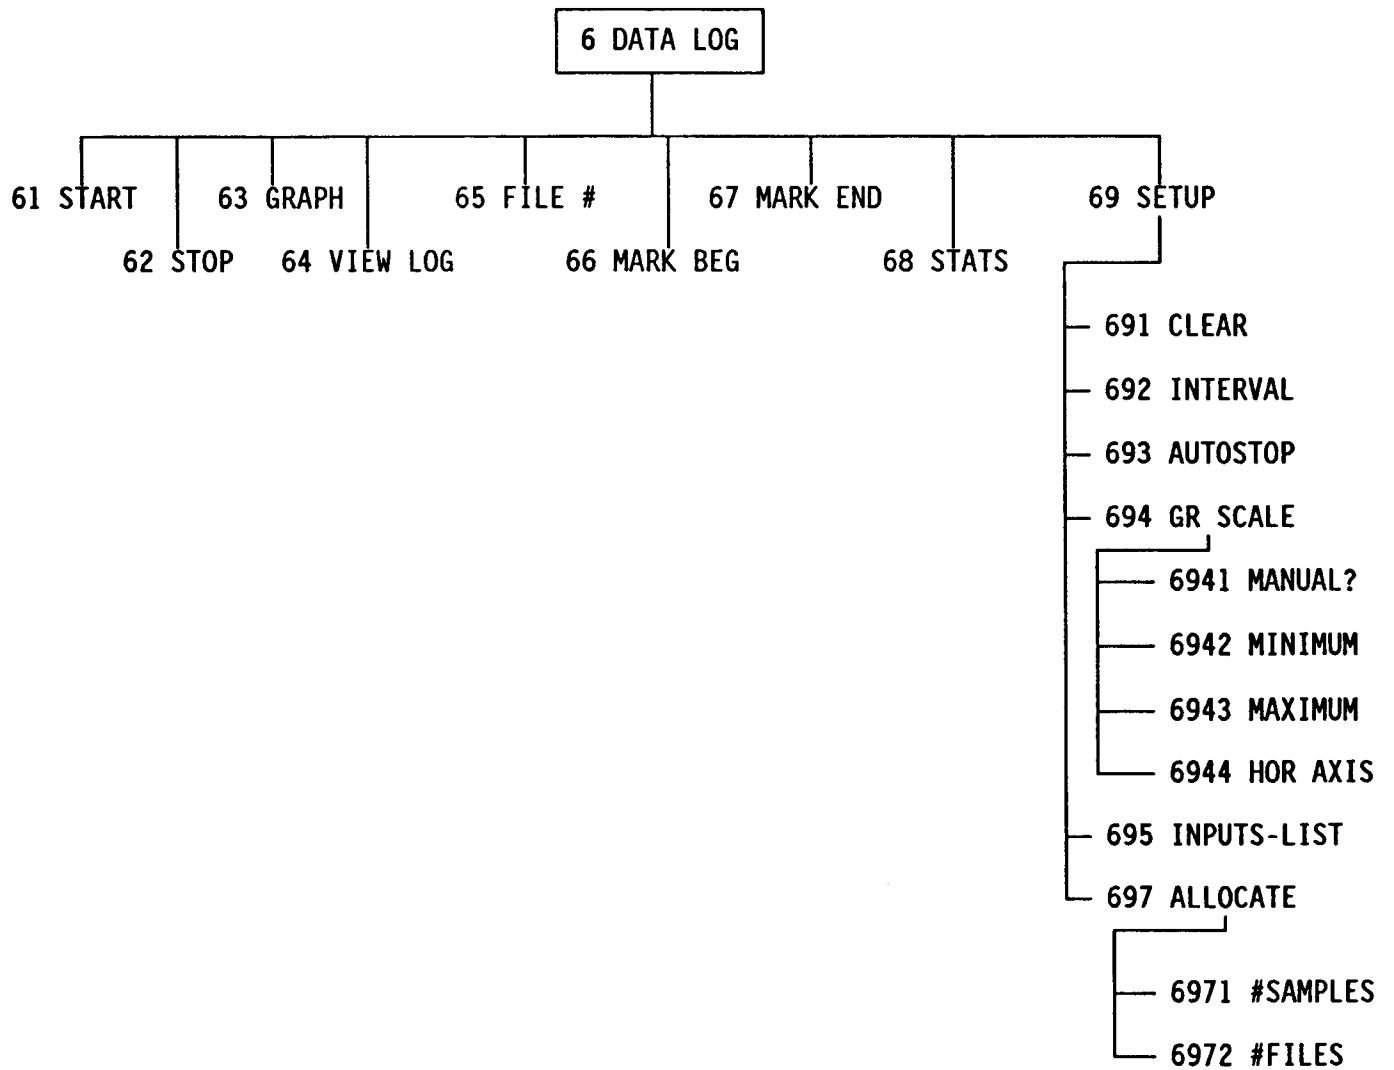 6 DATA LOG
61 START
63 GRAPH
65 FILE #
67 MARK END
69 SETUP
62 STOP
64 VIEW LOG
66 MARK BEG
68 STATS
691 CLEAR
692 INTERVAL
693 AUTOSTOP
694 GR SCALE
6941 MANUAL?
6942 MINIMUM
6943 MAXIMUM
6944 HOR AXIS
695 INPUTS-LIST
697 ALLOCATE
6971 #SAMPLES
6972 #FILES